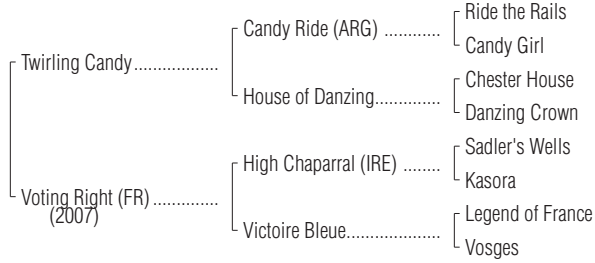 Ride the Rails
Candy Ride (ARG) ............
Candy Girl
Twirling Candy..................
Chester House
House of Danzing..............
Danzing Crown
Sadler's Wells
High Chaparral (IRE) ........
Kasora
Voting Right (FR) ..............
(2007)
Legend of France
Victoire Bleue....................
Vosges